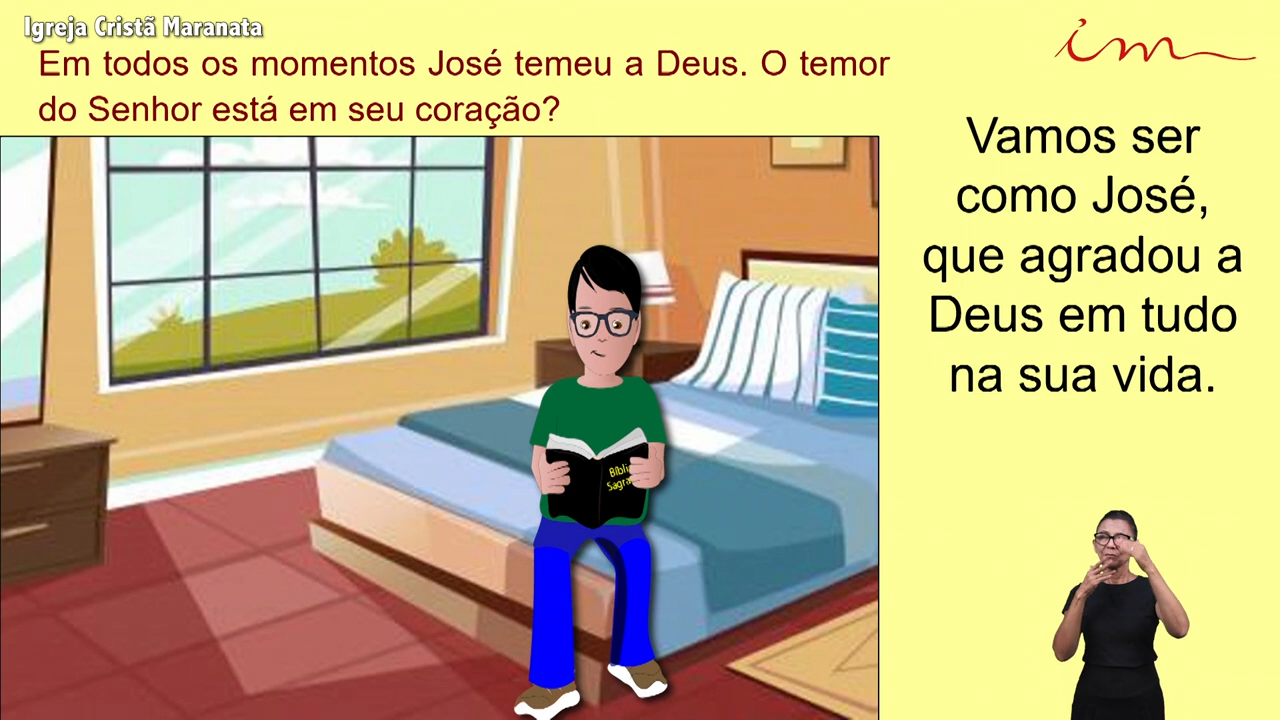 Igreja Cristã Maranata
Em todos os momentos José temeu a Deus. O temor
do Senhor está em seu coração?
im
Vamos ser
como José,
que agradou a
Deus em tudo
na sua vida.